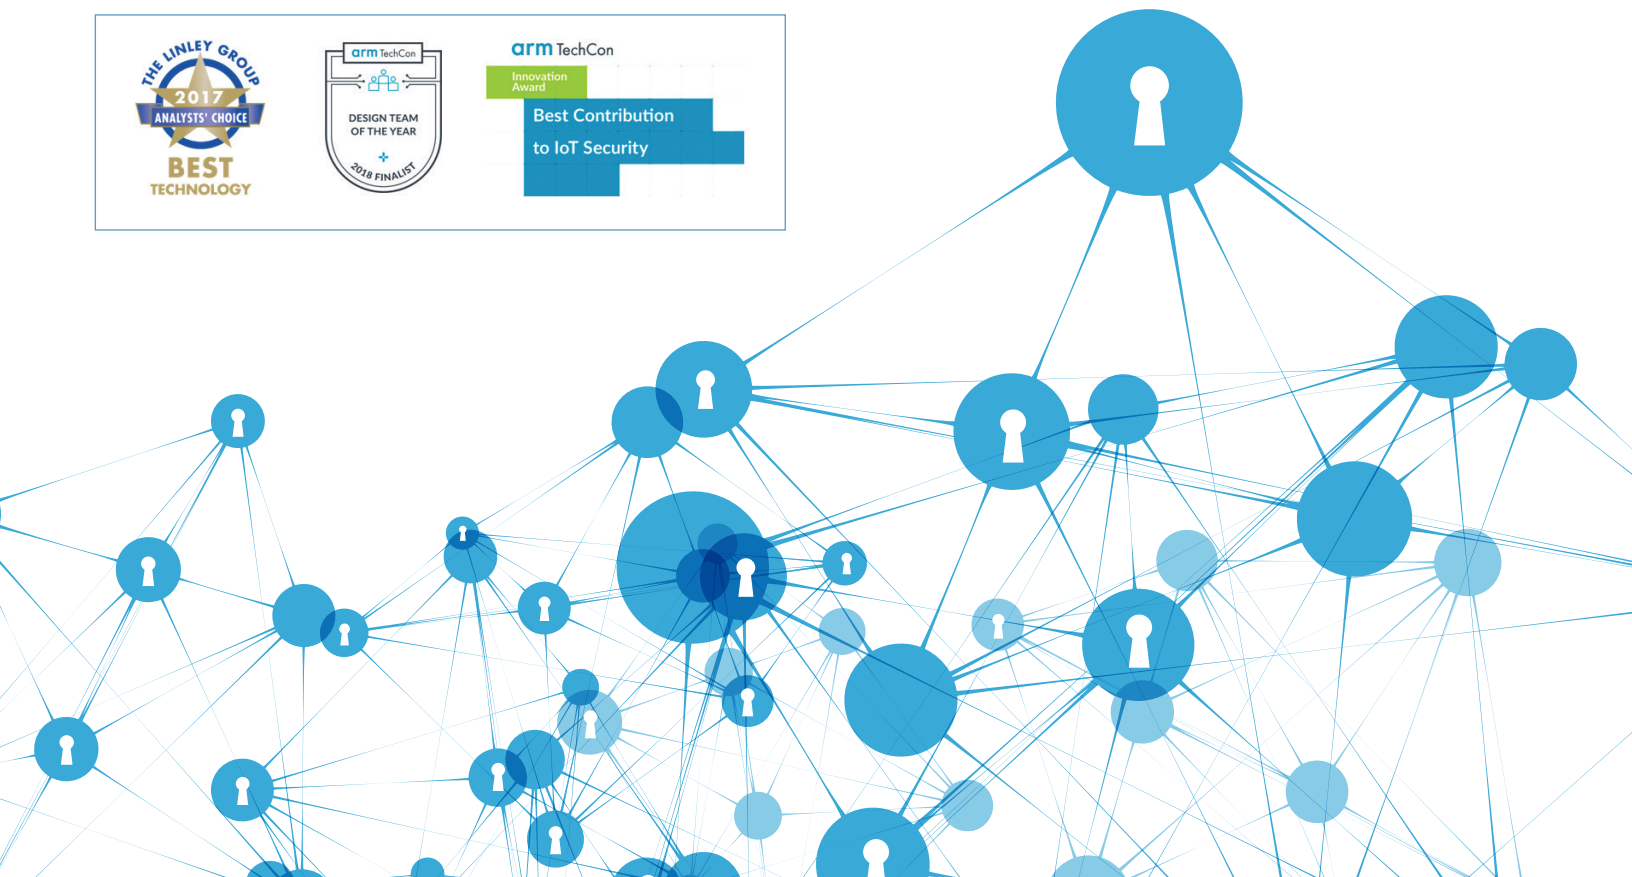 THE LINLEY GROUP
2017
ANALYSTS' CHOICE
BEST
TECHNOLOGY
arm TechCon
DESIGN TEAM
OF THE YEAR
2018 FINALIST
arm TechCon
Innovation
Award
Best Contribution
to IoT Security